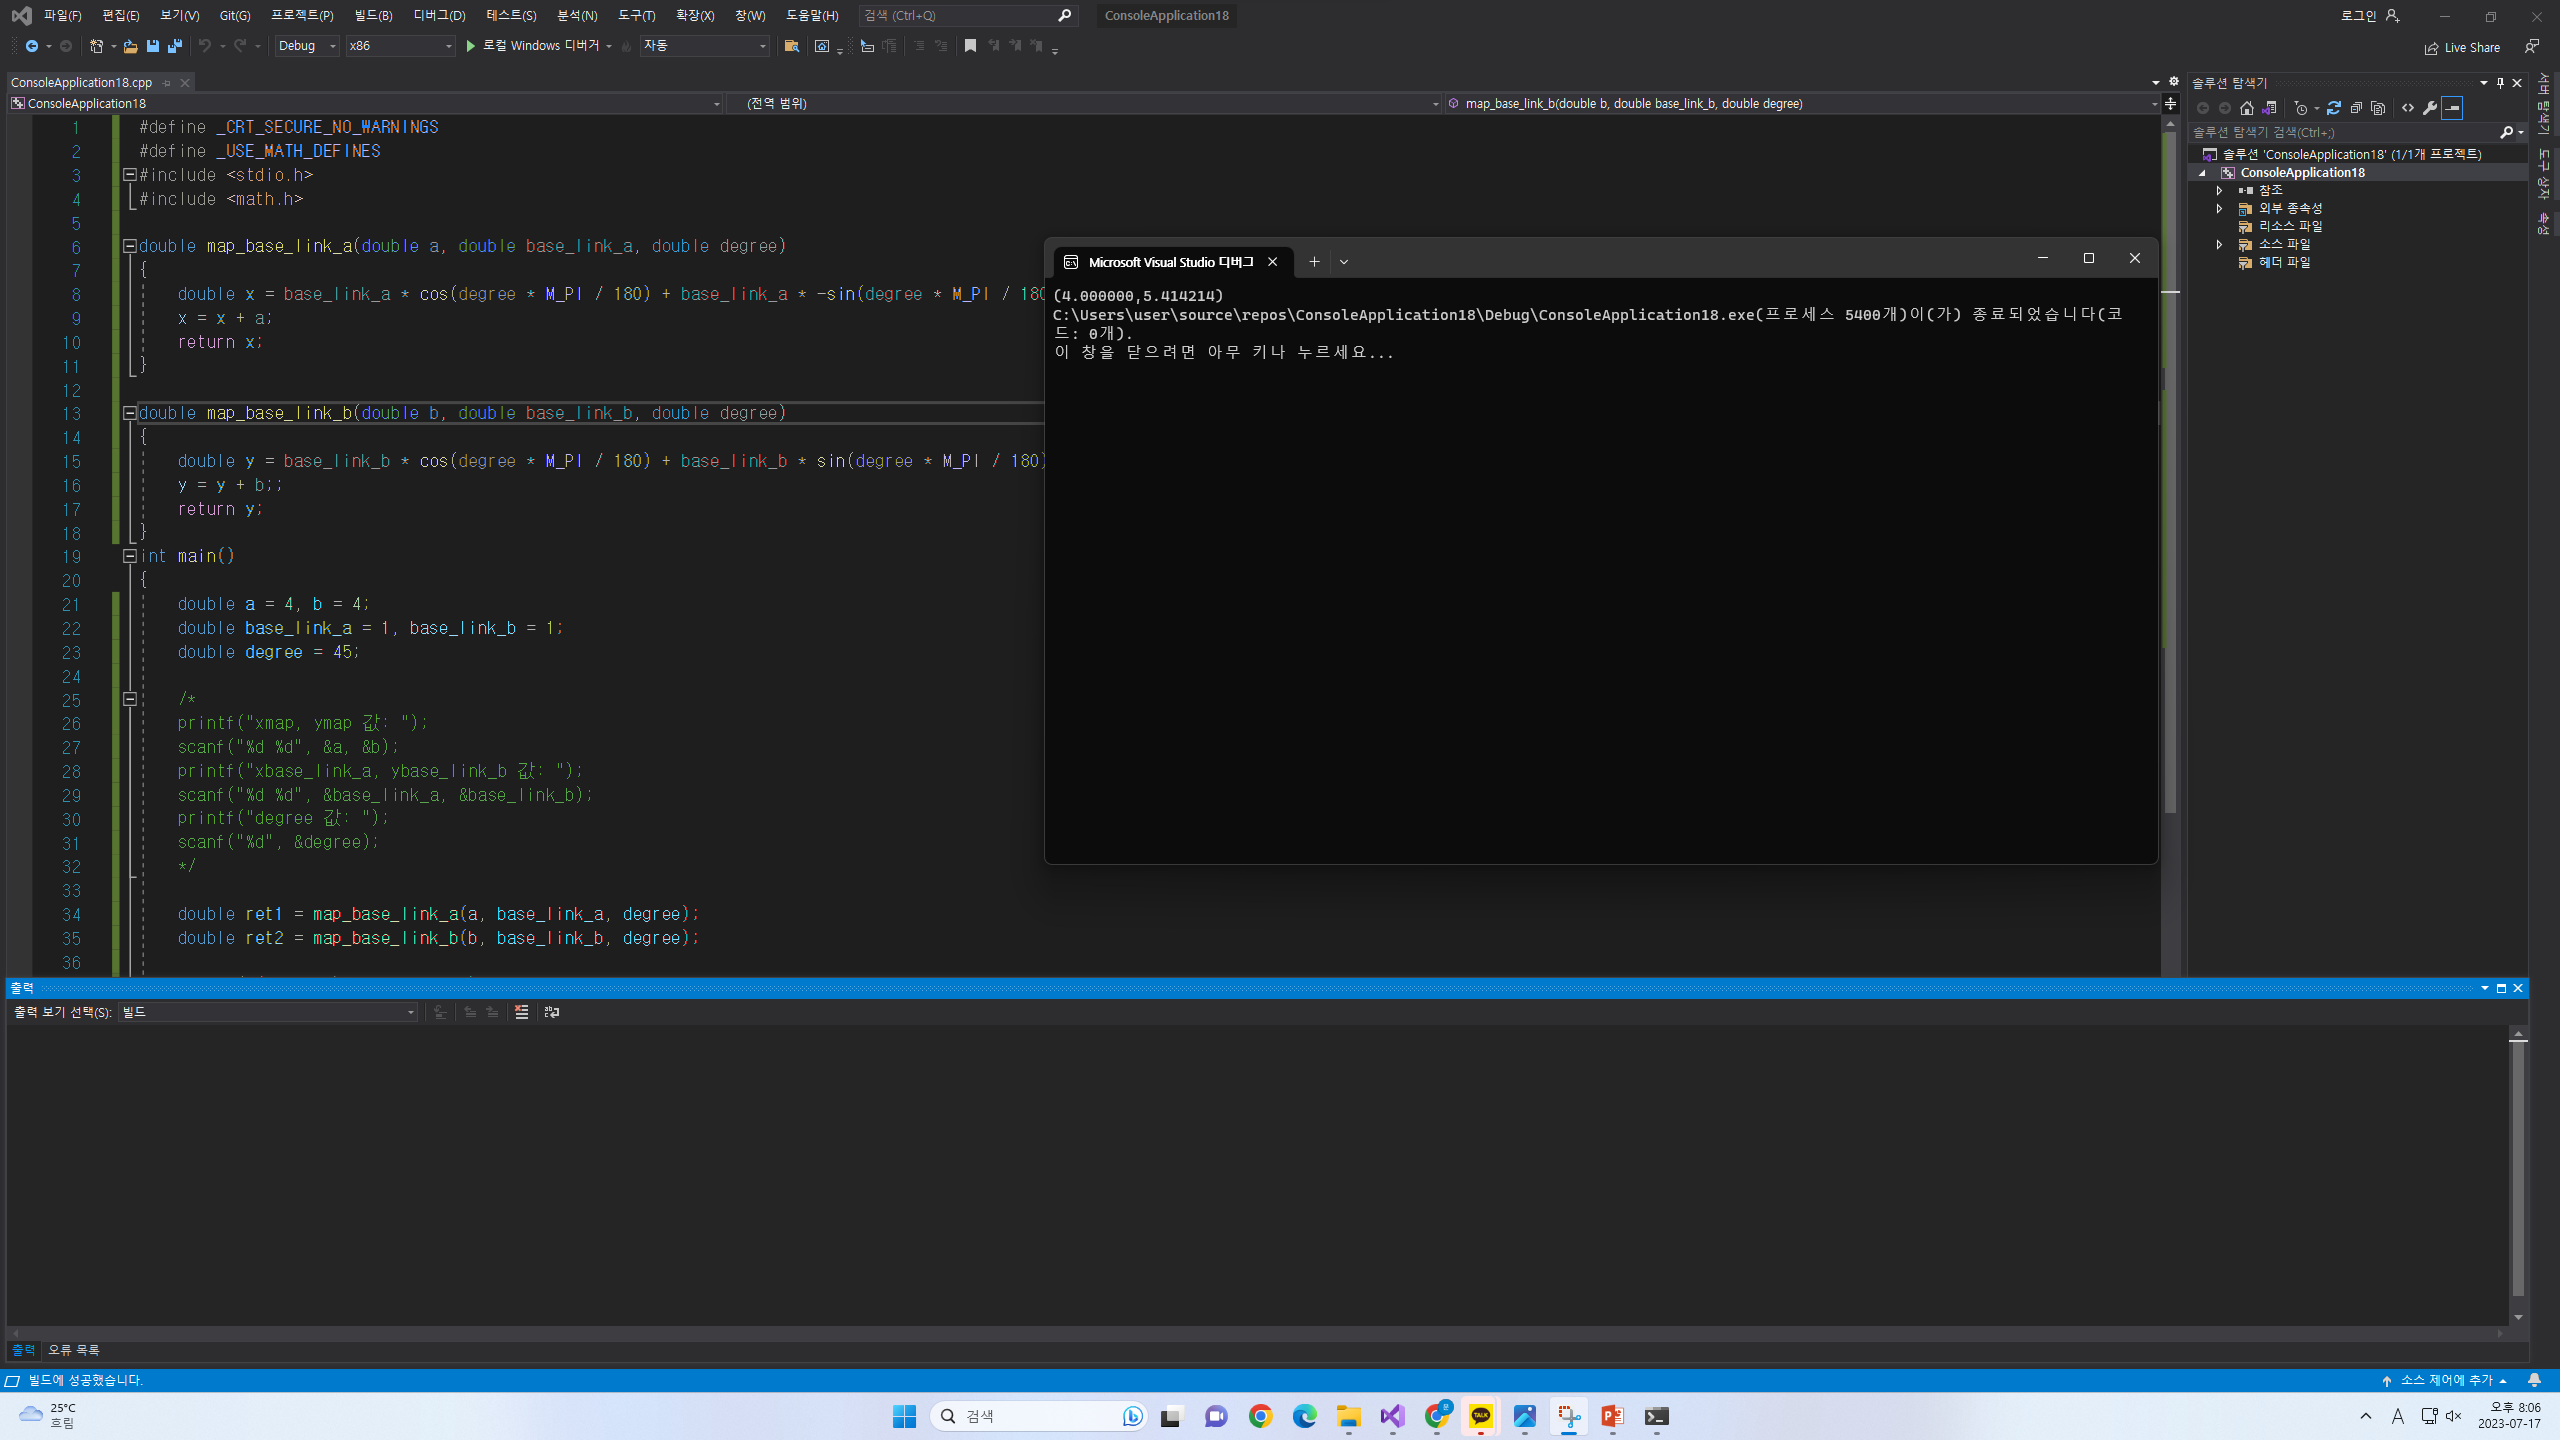 파일(F) 편집(E) 보기(V) Git(G) 프로젝트(P) 빌드(B) 디버그(D) 테스트(S) 분석(N) 도구(T) 확장(X) 창(W) 도움말(H) 검색 (Ctrl+Q) ConsoleApplication18 로그인
Debug x86 로컬 Windows 디버거 자동 Live Share
ConsoleApplication18.cpp
ConsoleApplication18 (전역 범위) map_base_link_b(double b, double base_link_b, double degree)
1 #define _CRT_SECURE_NO_WARNINGS
2 #define _USE_MATH_DEFINES
3 #include <stdio.h>
4 #include <math.h>
5
6 double map_base_link_a(double a, double base_link_a, double degree)
7 {
8 double x = base_link_a * cos(degree * M_PI / 180) + base_link_a * -sin(degree * M_PI / 180
9 x = x + a;
10 return x;
11 }
12
13 double map_base_link_b(double b, double base_link_b, double degree)
14 {
15 double y = base_link_b * cos(degree * M_PI / 180) + base_link_b * sin(degree * M_PI / 180)
16 y = y + b;;
17 return y;
18 }
19 int main()
20 {
21 double a = 4, b = 4;
22 double base_link_a = 1, base_link_b = 1;
23 double degree = 45;
24
25 /*
26 printf("xmap, ymap 값: ");
27 scanf("%d %d", &a, &b);
28 printf("xbase_link_a, ybase_link_b 값: ");
29 scanf("%d %d", &base_link_a, &base_link_b);
30 printf("degree 값: ");
31 scanf("%d", &degree);
32 */
33
34 double ret1 = map_base_link_a(a, base_link_a, degree);
35 double ret2 = map_base_link_b(b, base_link_b, degree);
36
Microsoft Visual Studio 디버그
(4.000000,5.414214)
C:\Users\user\source\repos\ConsoleApplication18\Debug\ConsoleApplication18.exe(프로세스 5400개)이(가) 종료되었습니다(코
드: 0개).
이 창을 닫으려면 아무 키나 누르세요...
솔루션 탐색기
솔루션 탐색기 검색(Ctrl+;)
솔루션 'ConsoleApplication18' (1/1개 프로젝트)
ConsoleApplication18
참조
외부 종속성
리소스 파일
소스 파일
헤더 파일
서버 탐색기
도구 상자
속성
출력
출력 보기 선택(S): 빌드
출력 오류 목록
빌드에 성공했습니다. 소스 제어에 추가
25°C
흐림
검색
TALK
A
오후 8:06
2023-07-17